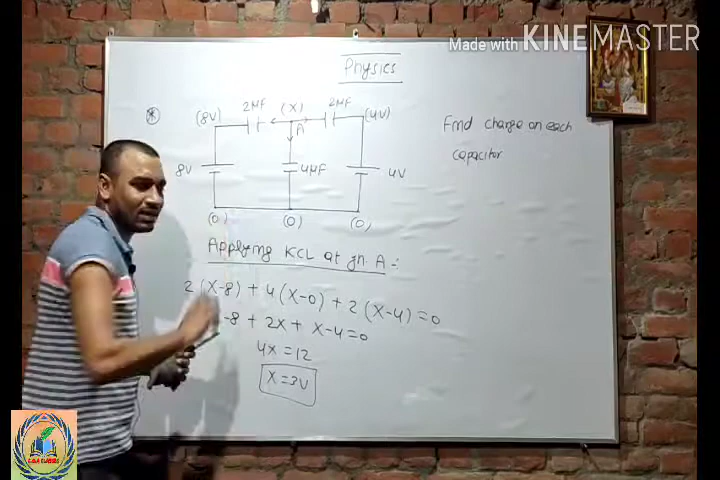 Made with KINEMASTER
Physics
(8V) 2MF (X) 2MF (4V)
A
8V 4MF 4V
(0) (0) (0)
Find charge on each
capacitor
Applying KCL at jn. A:-
2(X-8) + 4(X-0) + 2(X-4)=0
-8 + 2X + X-4=0
4X=12
X=3V